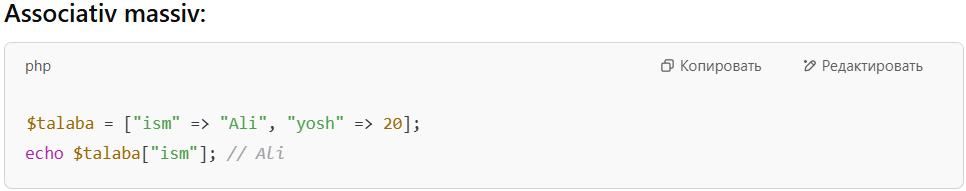 Associativ massiv:
php
Копировать
Редактировать
$talaba = ["ism" => "Ali", "yosh" => 20];
echo $talaba["ism"]; // Ali